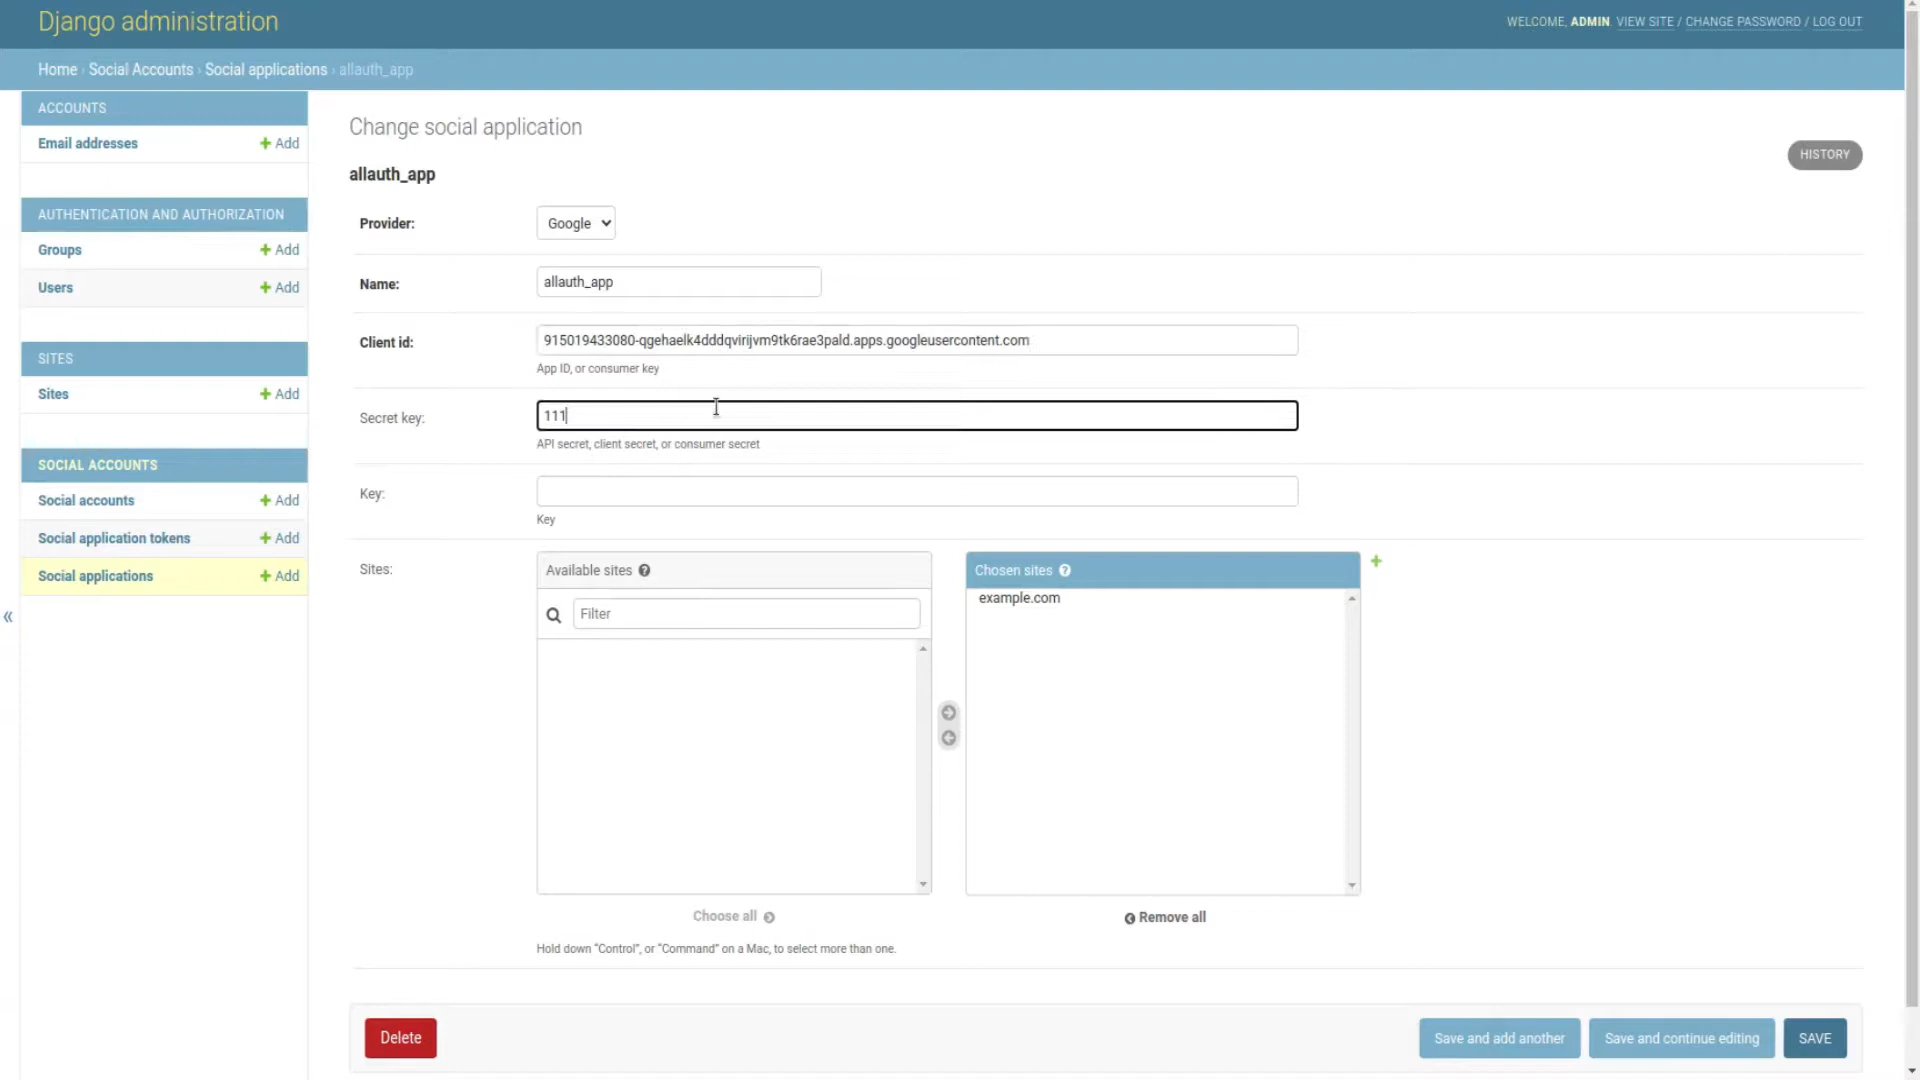 Django administration
WELCOME, ADMIN. VIEW SITE / CHANGE PASSWORD / LOG OUT
Home › Social Accounts › Social applications › allauth_app
ACCOUNTS
Email addresses + Add
AUTHENTICATION AND AUTHORIZATION
Groups + Add
Users + Add
SITES
Sites + Add
SOCIAL ACCOUNTS
Social accounts + Add
Social application tokens + Add
Social applications + Add
«
Change social application
HISTORY
allauth_app
Provider: Google
Name: allauth_app
Client id: 915019433080-qgehaelk4dddqvirijvm9tk6rae3pald.apps.googleusercontent.com
App ID, or consumer key
Secret key: 111
API secret, client secret, or consumer secret
Key:
Key
Sites:
Available sites ?
Filter
Choose all
Chosen sites ?
example.com
Remove all
Hold down “Control”, or “Command” on a Mac, to select more than one.
Delete
Save and add another
Save and continue editing
SAVE